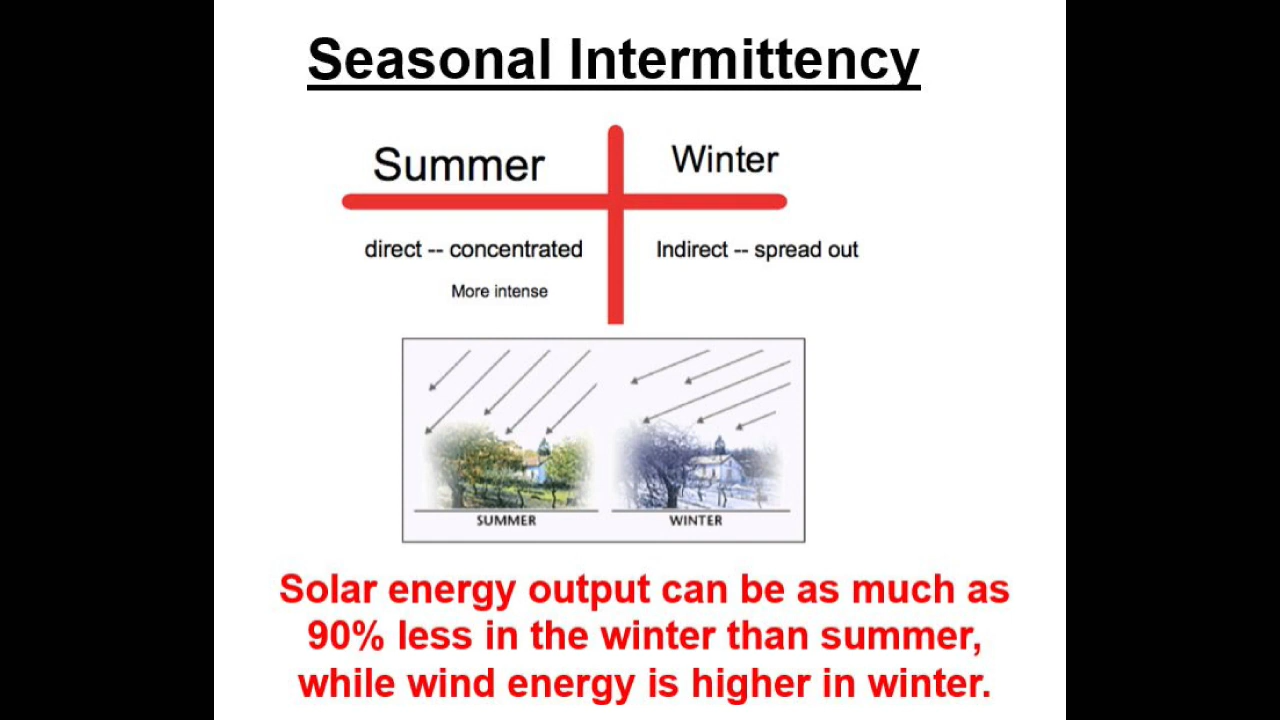 Seasonal Intermittency
Summer
Winter
direct -- concentrated
Indirect -- spread out
More intense
SUMMER
WINTER
Solar energy output can be as much as
90% less in the winter than summer,
while wind energy is higher in winter.